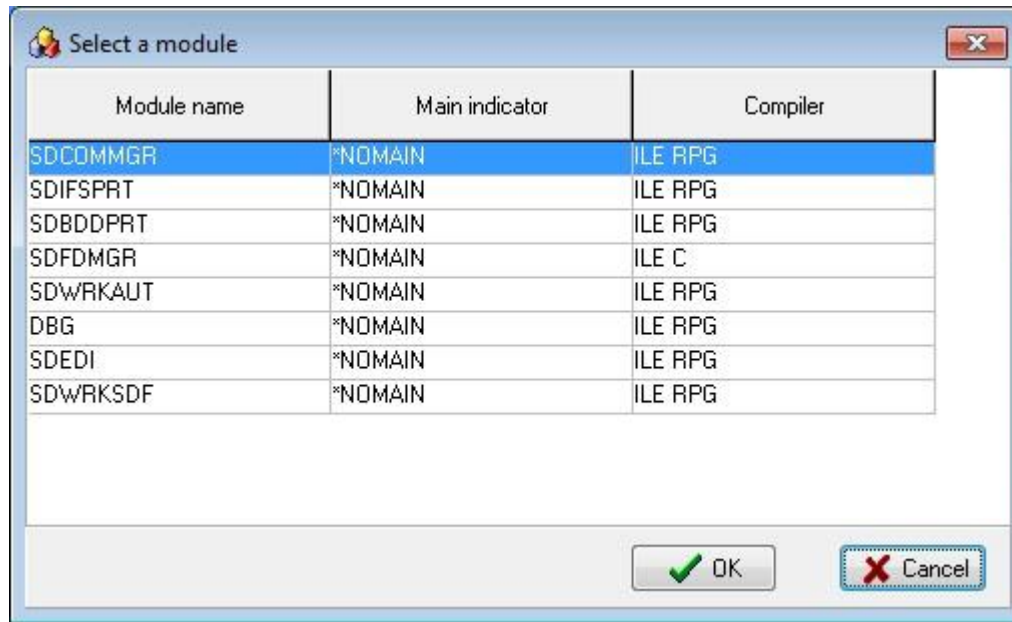 Select a module
Module name Main indicator Compiler
SDCOMMGR *NOMAIN ILE RPG
SDIFSPRT *NOMAIN ILE RPG
SDBDDPRT *NOMAIN ILE RPG
SDFDMGR *NOMAIN ILE C
SDWRKAUT *NOMAIN ILE RPG
DBG *NOMAIN ILE RPG
SDEDI *NOMAIN ILE RPG
SDWRKSDF *NOMAIN ILE RPG
OK Cancel